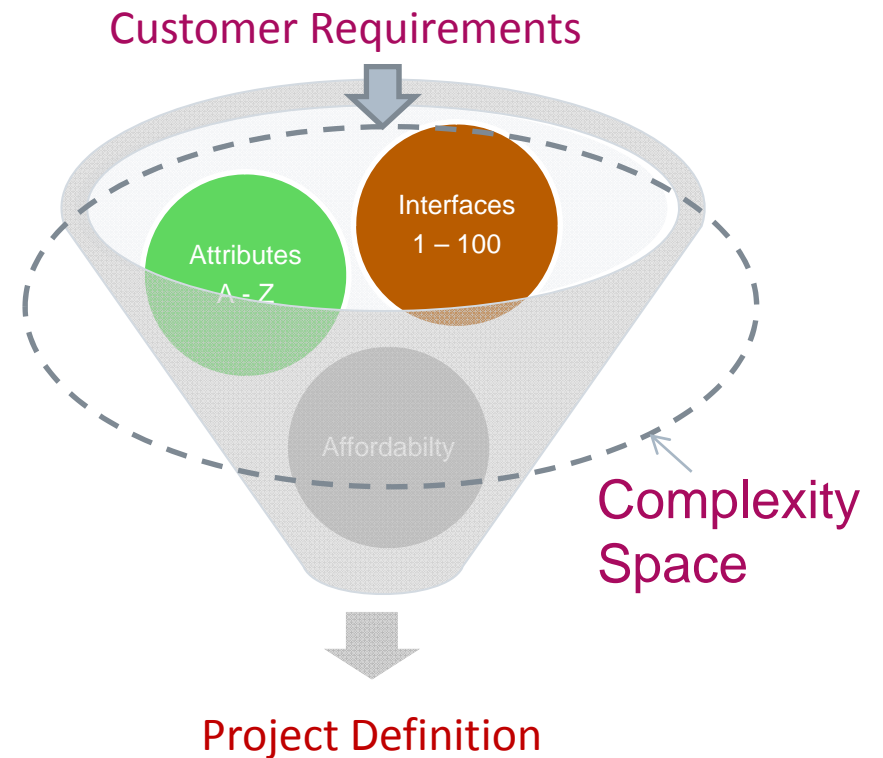 Customer Requirements
Interfaces
1 – 100
Attributes
A - Z
Affordabilty
Complexity
Space
Project Definition